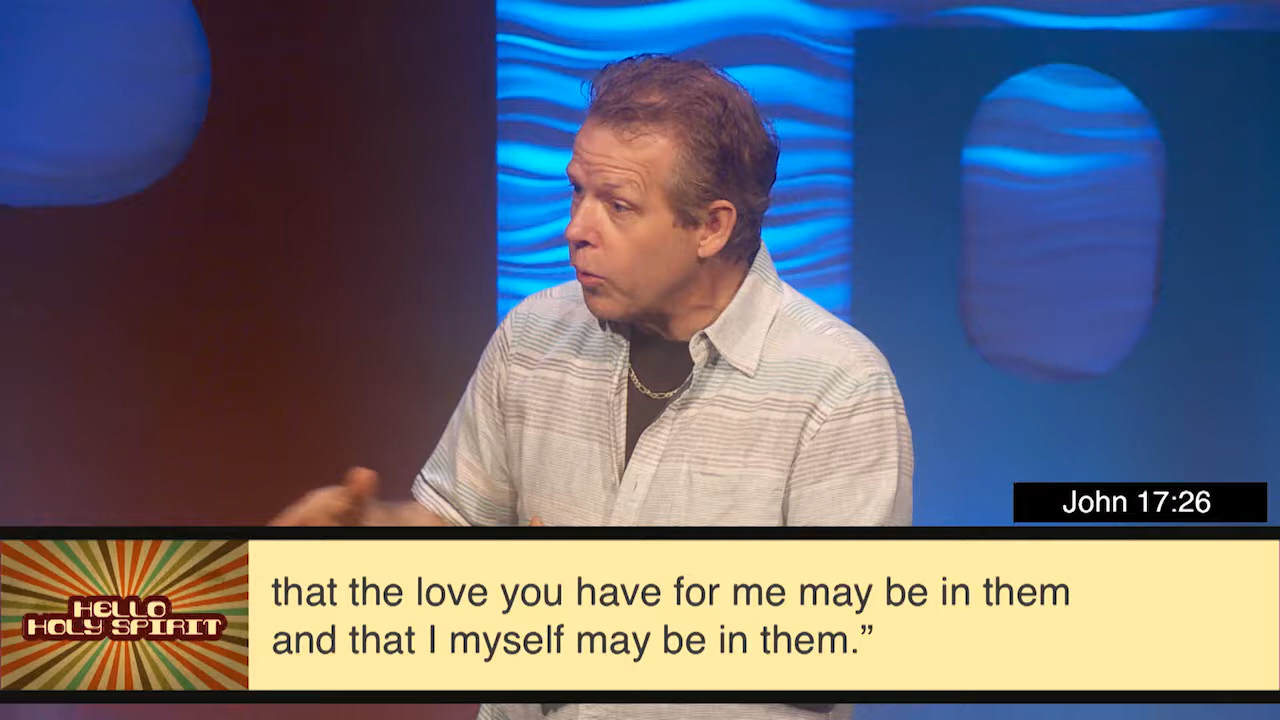 John 17:26
HELLO
HOLY SPIRIT
that the love you have for me may be in them
and that I myself may be in them.”